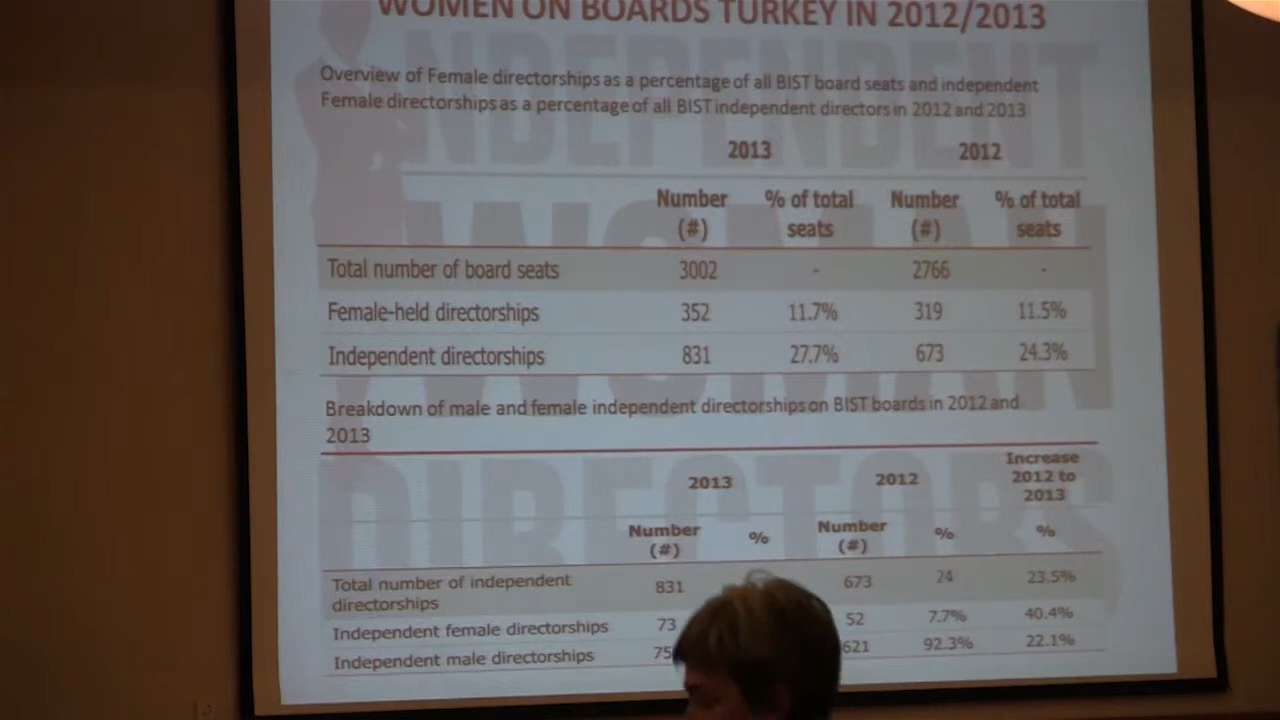 WOMEN ON BOARDS TURKEY IN 2012/2013
Overview of Female directorships as a percentage of all BIST board seats and independent
Female directorships as a percentage of all BIST independent directors in 2012 and 2013
2013 2012
Number (#) % of total seats Number (#) % of total seats
Total number of board seats 3002 - 2766 -
Female-held directorships 352 11.7% 319 11.5%
Independent directorships 831 27.7% 673 24.3%
Breakdown of male and female independent directorships on BIST boards in 2012 and
2013
2013 2012 Increase 2012 to 2013
Number (#) % Number (#) % %
Total number of independent directorships 831 673 24 23.5%
Independent female directorships 73 52 7.7% 40.4%
Independent male directorships 75 621 92.3% 22.1%
INDEPENDENT
WOMAN
DIRECTORS